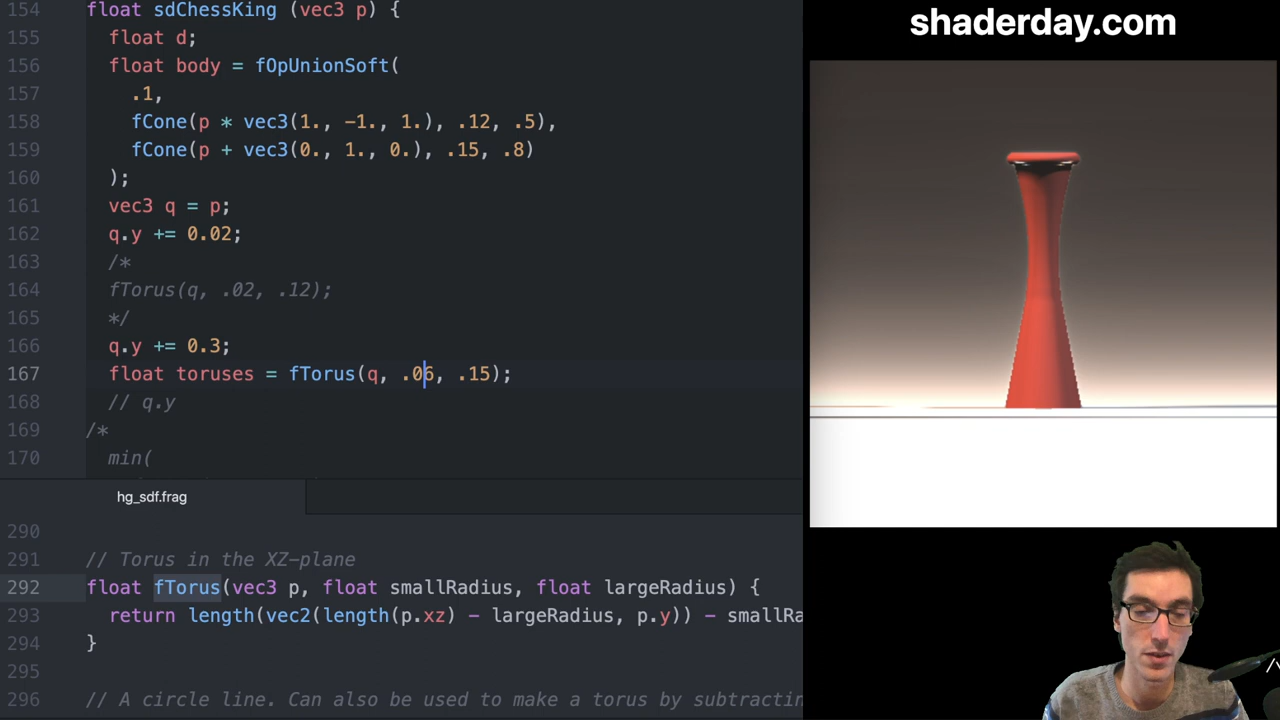 154 float sdChessKing (vec3 p) {
155 float d;
156 float body = fOpUnionSoft(
157 .1,
158 fCone(p * vec3(1., -1., 1.), .12, .5),
159 fCone(p + vec3(0., 1., 0.), .15, .8)
160 );
161 vec3 q = p;
162 q.y += 0.02;
163 /*
164 fTorus(q, .02, .12);
165 */
166 q.y += 0.3;
167 float toruses = fTorus(q, .06, .15);
168 // q.y
169 /*
170 min(
hg_sdf.frag
290
291 // Torus in the XZ-plane
292 float fTorus(vec3 p, float smallRadius, float largeRadius) {
293 return length(vec2(length(p.xz) - largeRadius, p.y)) - smallRa
294 }
295
296 // A circle line. Can also be used to make a torus by subtractin
shaderday.com